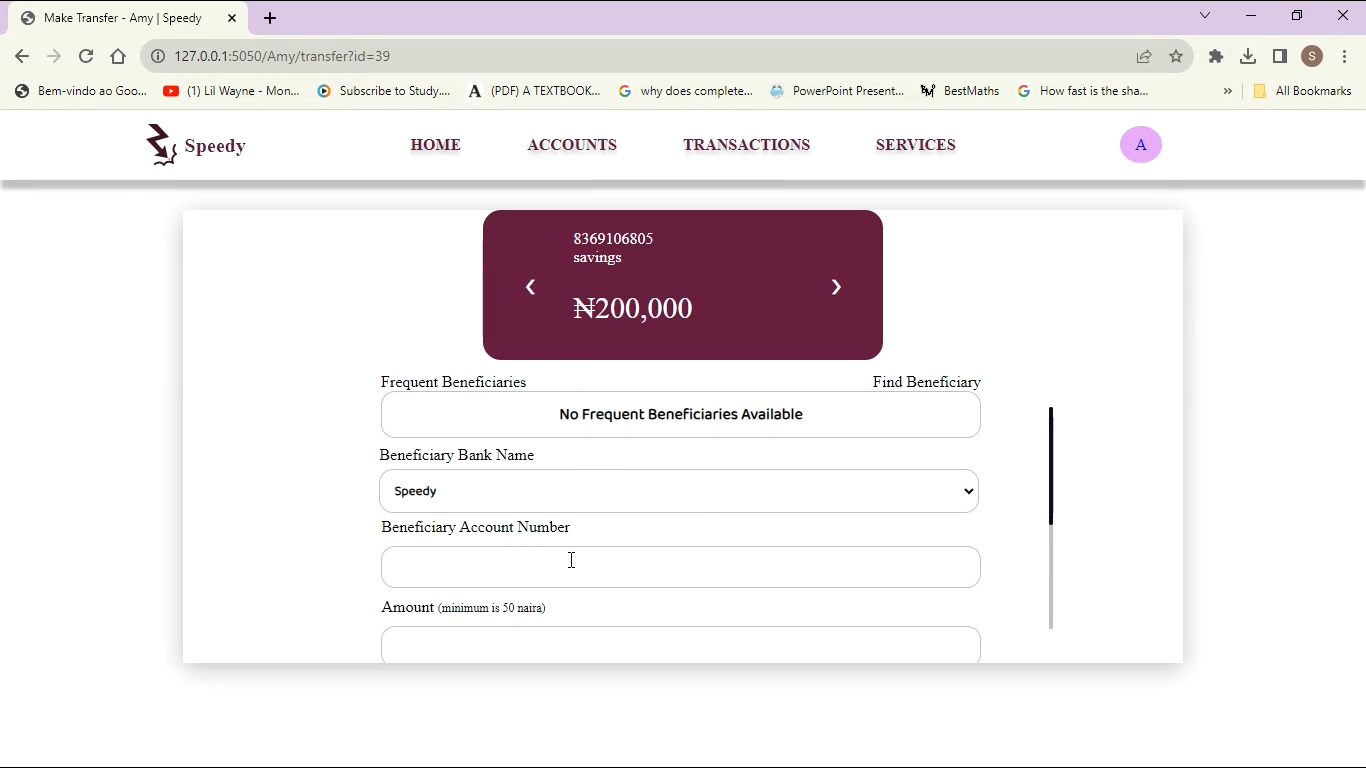 Make Transfer - Amy | Speedy
127.0.0.1:5050/Amy/transfer?id=39
S
Bem-vindo ao Goo... (1) Lil Wayne - Mon... Subscribe to Study.... (PDF) A TEXTBOOK... why does complete... PowerPoint Present... BestMaths How fast is the sha... » All Bookmarks
Speedy HOME ACCOUNTS TRANSACTIONS SERVICES A
8369106805
savings
❮ ❯
₦200,000
Frequent Beneficiaries Find Beneficiary
No Frequent Beneficiaries Available
Beneficiary Bank Name
Speedy
Beneficiary Account Number
Amount (minimum is 50 naira)